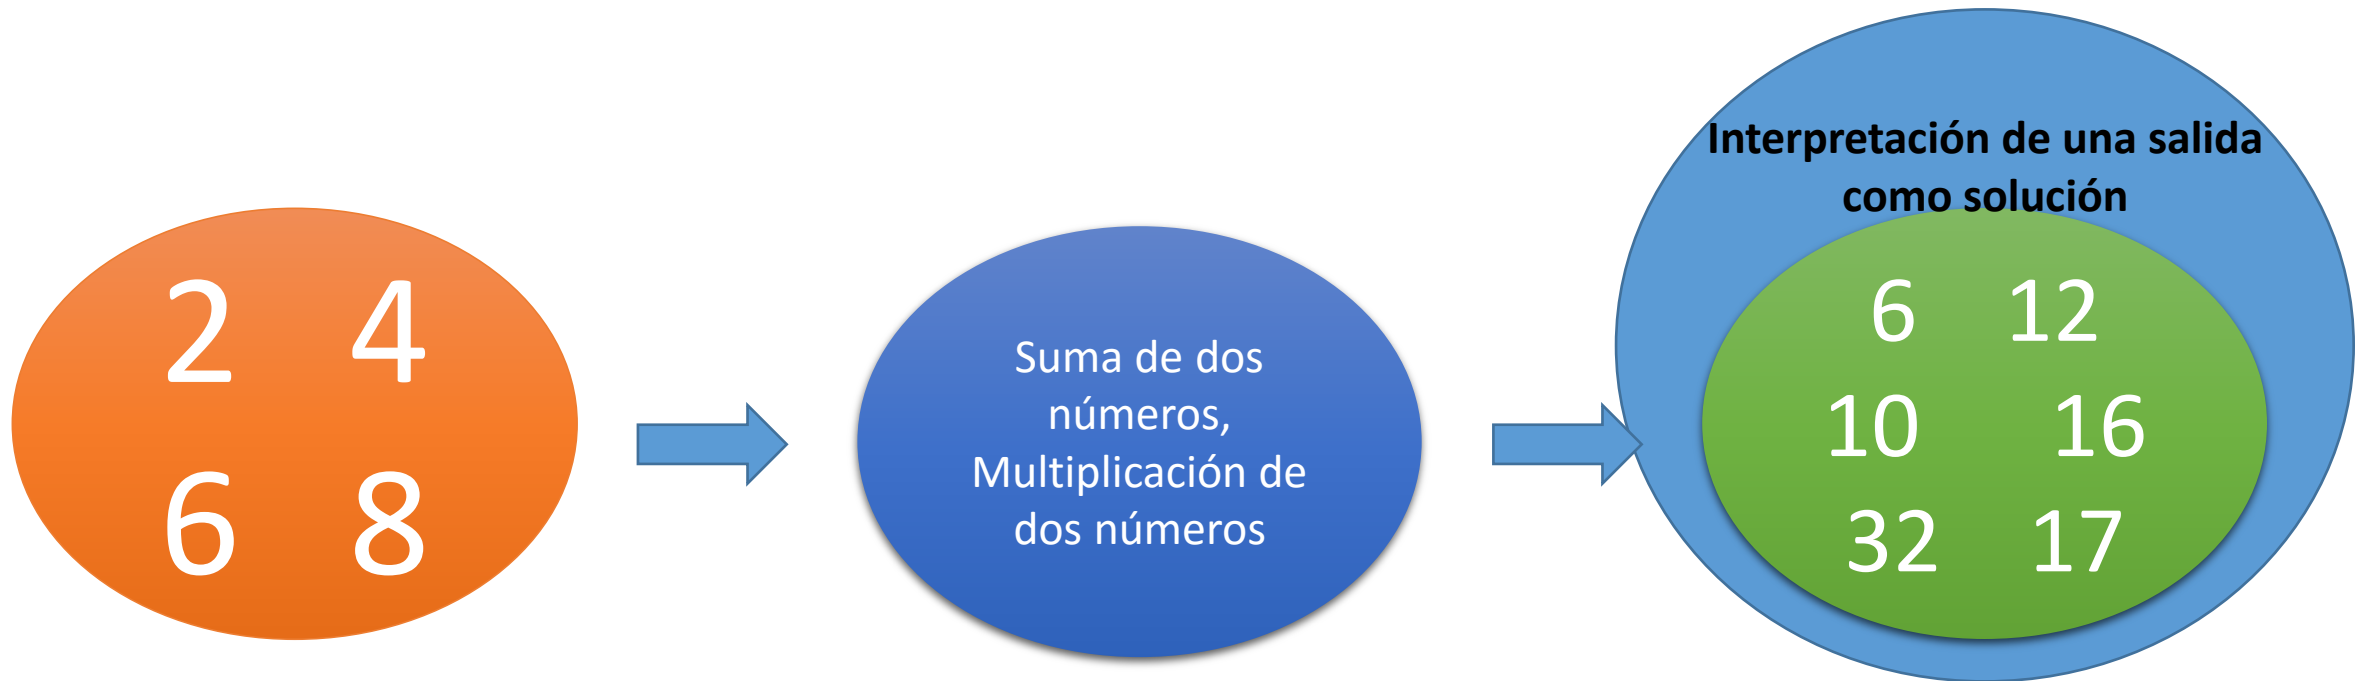 2 4
6 8
Suma de dos
números,
Multiplicación de
dos números
Interpretación de una salida
como solución
6 12
10 16
32 17